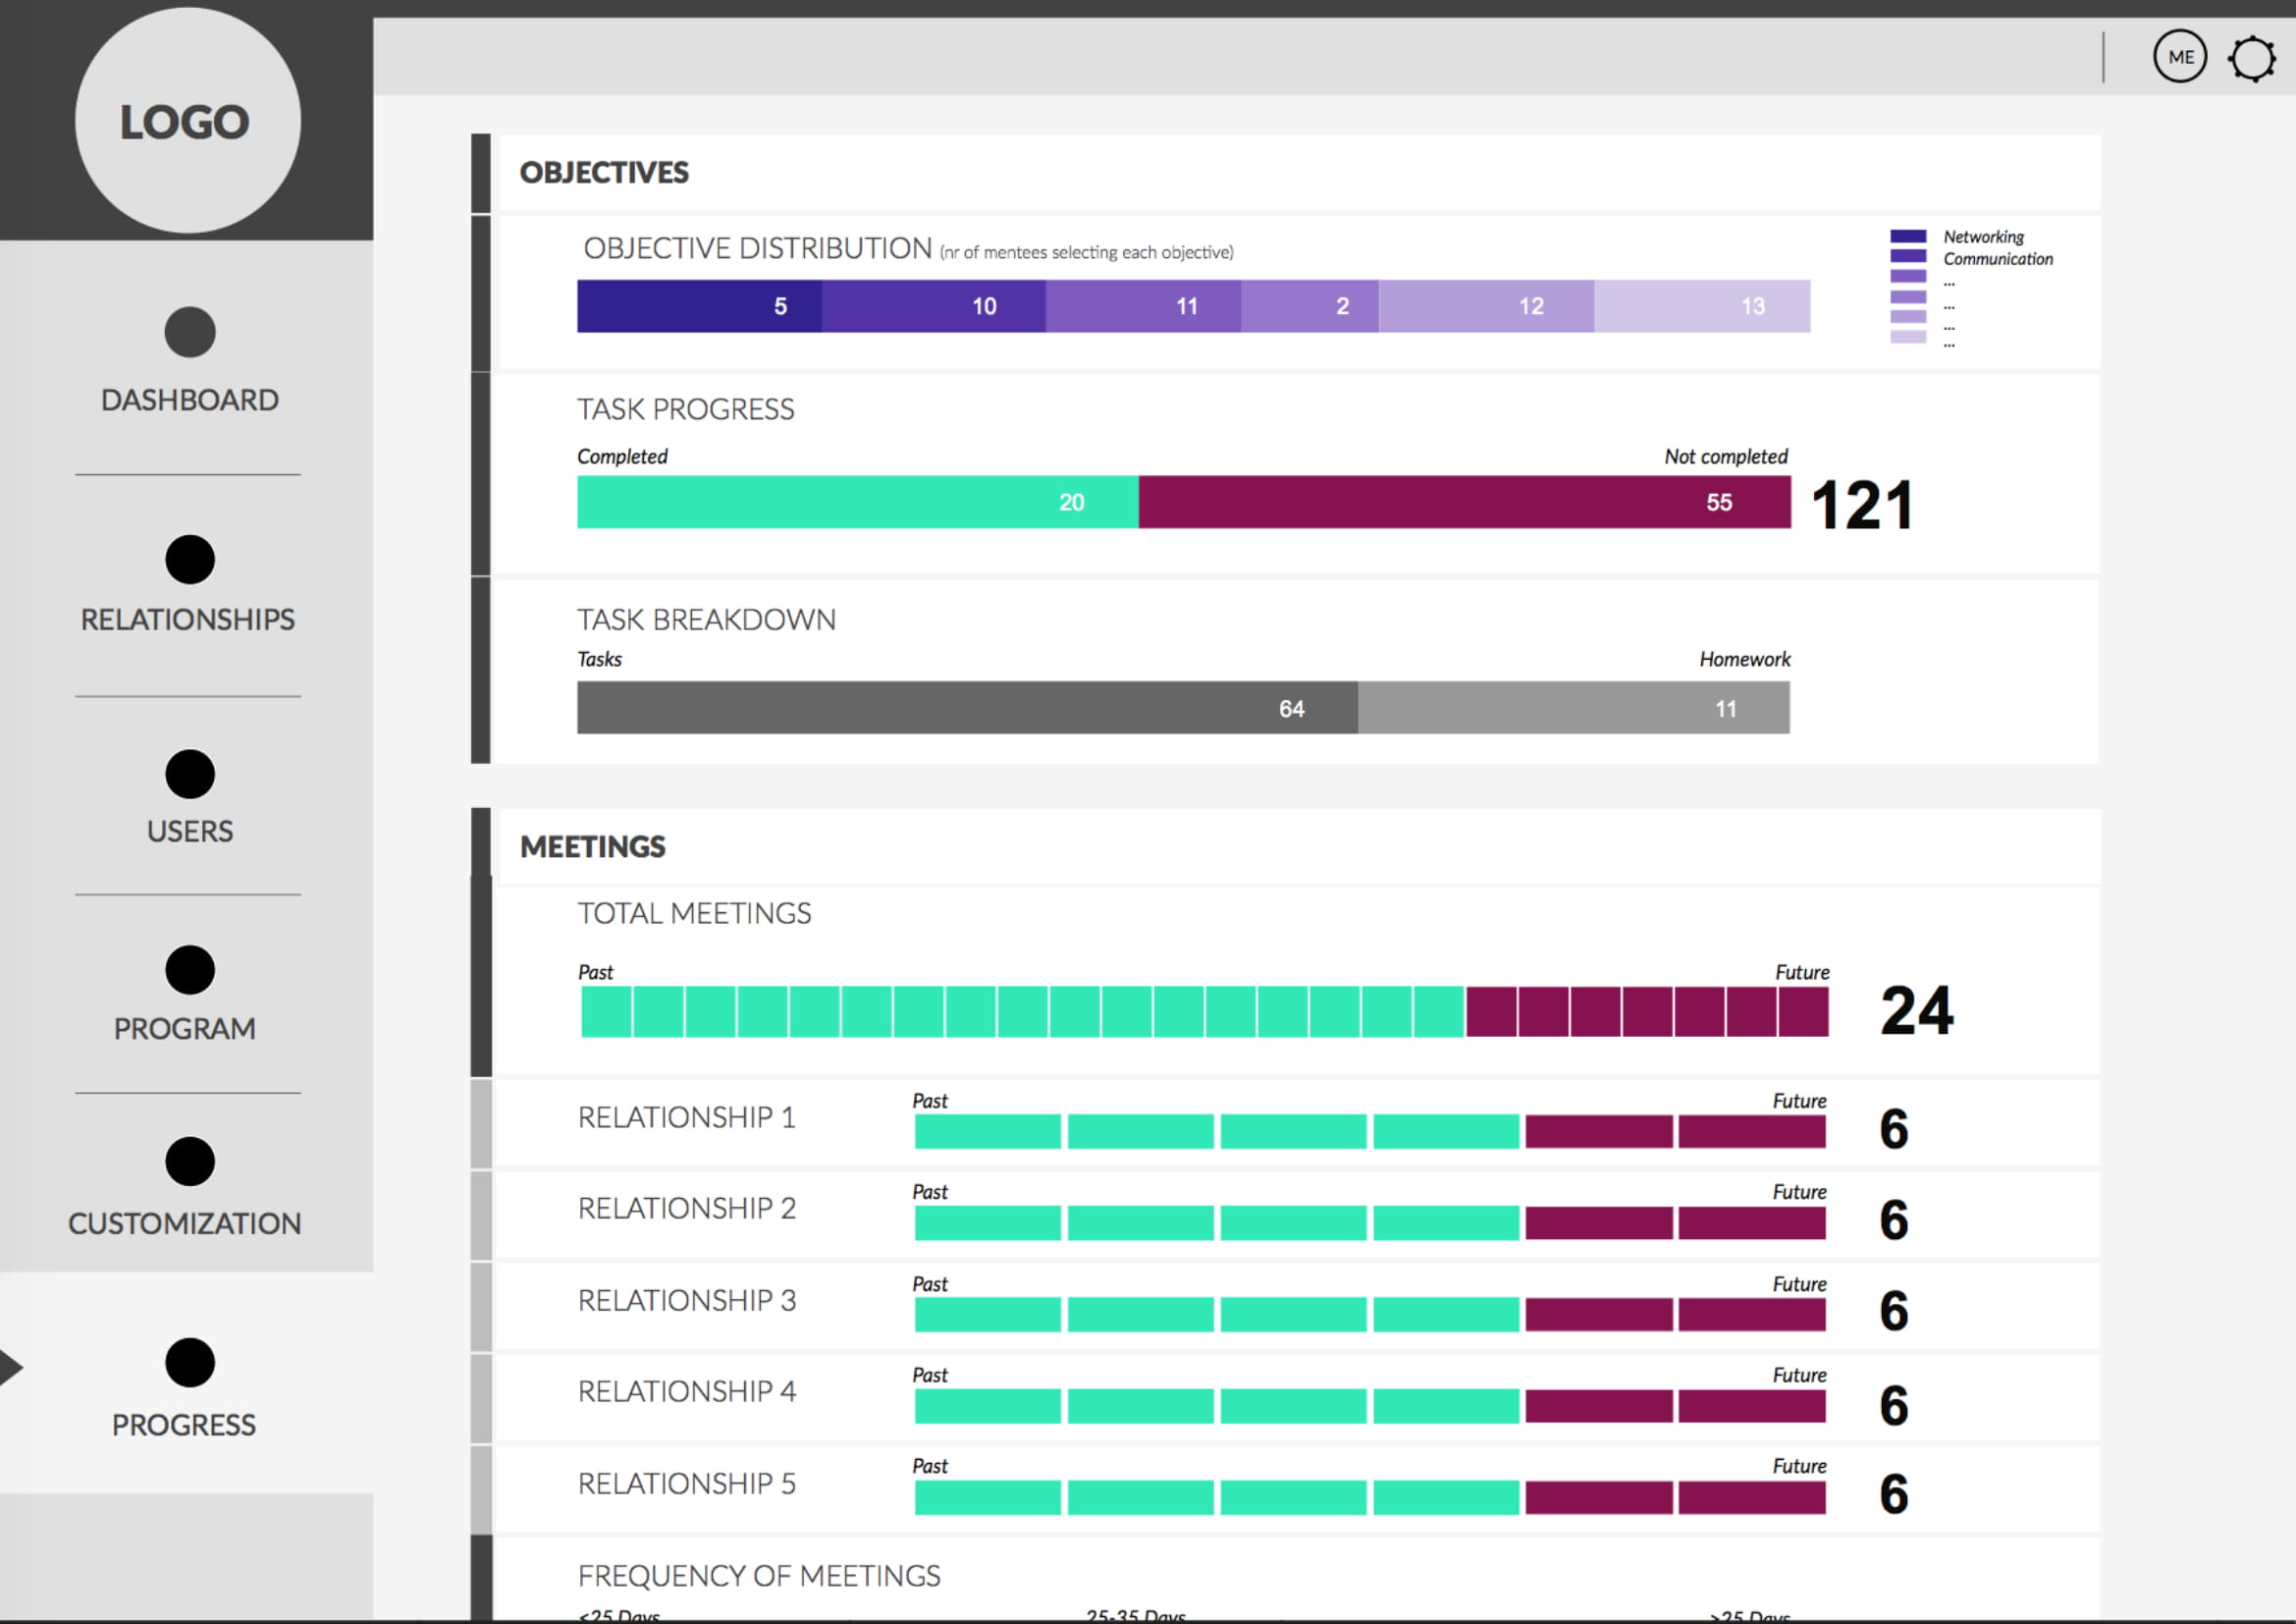 LOGO
ME
DASHBOARD
RELATIONSHIPS
USERS
PROGRAM
CUSTOMIZATION
PROGRESS
OBJECTIVES
OBJECTIVE DISTRIBUTION (nr of mentees selecting each objective)
5 10 11 2 12 13
Networking
Communication
...
...
...
...
TASK PROGRESS
Completed Not completed
20 55 121
TASK BREAKDOWN
Tasks Homework
64 11
MEETINGS
TOTAL MEETINGS
Past Future
24
RELATIONSHIP 1 Past Future 6
RELATIONSHIP 2 Past Future 6
RELATIONSHIP 3 Past Future 6
RELATIONSHIP 4 Past Future 6
RELATIONSHIP 5 Past Future 6
FREQUENCY OF MEETINGS
<25 Days 25-35 Days >25 Days